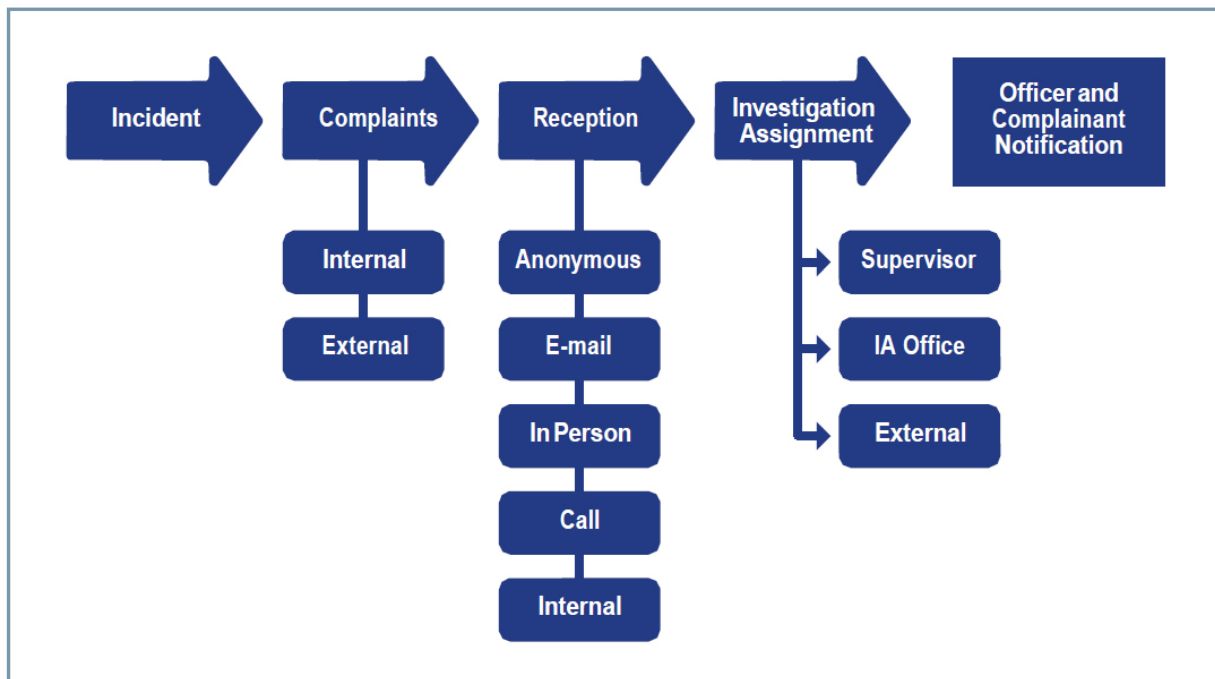 Incident
Complaints
Reception
Investigation
Assignment
Officer and
Complainant
Notification
Internal
External
Anonymous
E-mail
In Person
Call
Internal
Supervisor
IA Office
External